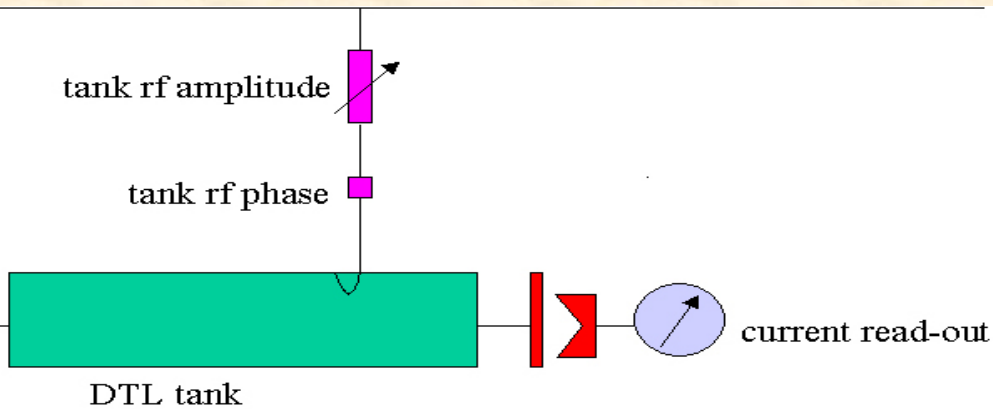 tank rf amplitude
tank rf phase
current read-out
DTL tank